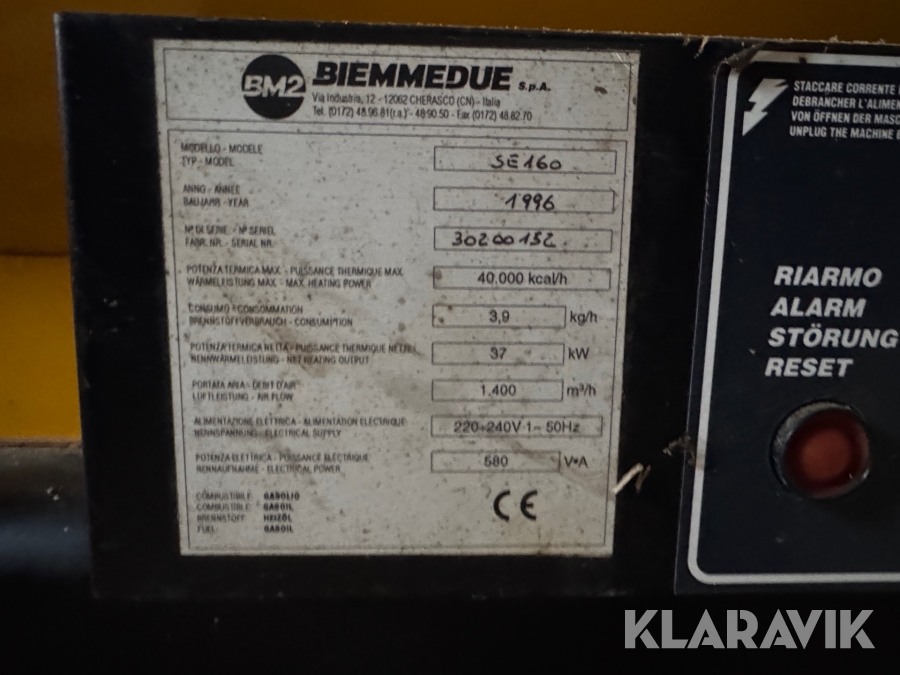 BM2 BIEMMEDUE S.p.A.
Via Industria, 12 - 12062 CHERASCO (CN) - Italia
Tel. (0172) 48.96.81(r.a.) - 48.90.50 - Fax (0172) 48.82.70
MODELLO - MODELE
TYP - MODEL
SE160
ANNO - ANNÉE
BAUJAHR - YEAR
1996
N° DI SERIE - N° SERIEL
FABR. NR. - SERIAL NR.
30200152
POTENZA TERMICA MAX. - PUISSANCE THERMIQUE MAX.
WÄRMELEISTUNG MAX. - MAX. HEATING POWER
40.000 kcal/h
CONSUMO - CONSOMMATION
BRENNSTOFFVERBRAUCH - CONSUMPTION
3,9 kg/h
POTENZA TERMICA NETTA - PUISSANCE THERMIQUE NETTE
NENNWÄRMELEISTUNG - NET HEATING OUTPUT
37 kW
PORTATA ARIA - DEBIT D'AIR
LUFTLEISTUNG - AIR FLOW
1.400 m³/h
ALIMENTAZIONE ELETTRICA - ALIMENTATION ELECTRIQUE
NENNSPANNUNG - ELECTRICAL SUPPLY
220÷240V 1~ 50Hz
POTENZA ELETTRICA - PUISSANCE ELECTRIQUE
NENNAUFNAHME - ELECTRICAL POWER
580 V•A
COMBUSTIBILE: GASOLIO
COMBUSTIBLE: GASOIL
BRENNSTOFF: HEIZÖL
FUEL: GASOIL
CE
STACCARE CORRENTE
DEBRANCHER L'ALIMEN
VON ÖFFNEN DER MASC
UNPLUG THE MACHINE
RIARMO
ALARM
STÖRUNG
RESET
KLARAVIK